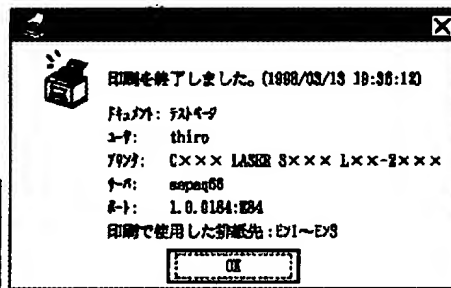 印刷を終了しました。(1998/03/13 19:36:12)
ドキュメント: テストページ
ユーザ: thiro
プリンタ: C××× LASER S××× L××-2×××
サーバ: sapaq68
ポート: 1.0.0184:E84
印刷で使用した排紙先:ビン1〜ビン3
OK